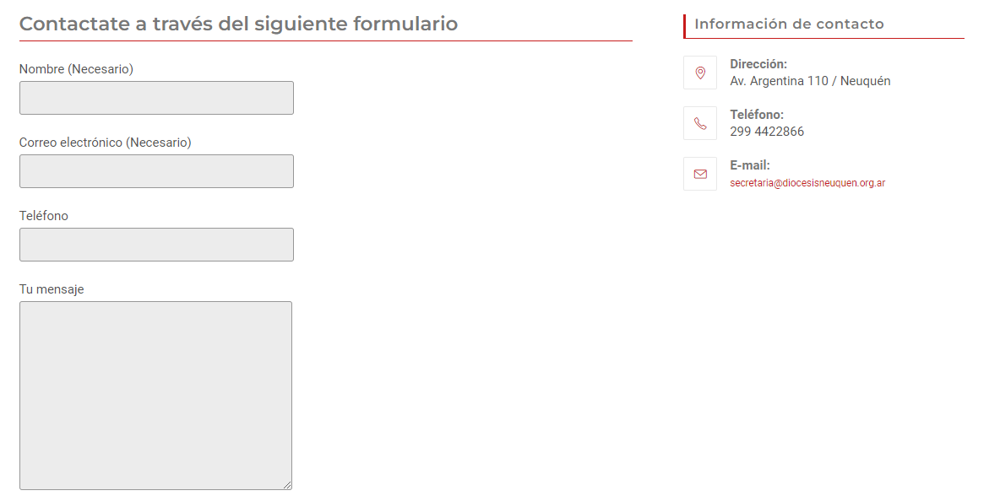 Contactate a través del siguiente formulario
Nombre (Necesario)
Correo electrónico (Necesario)
Teléfono
Tu mensaje
Información de contacto
Dirección:
Av. Argentina 110 / Neuquén
Teléfono:
299 4422866
E-mail:
secretaria@diocesisneuquen.org.ar